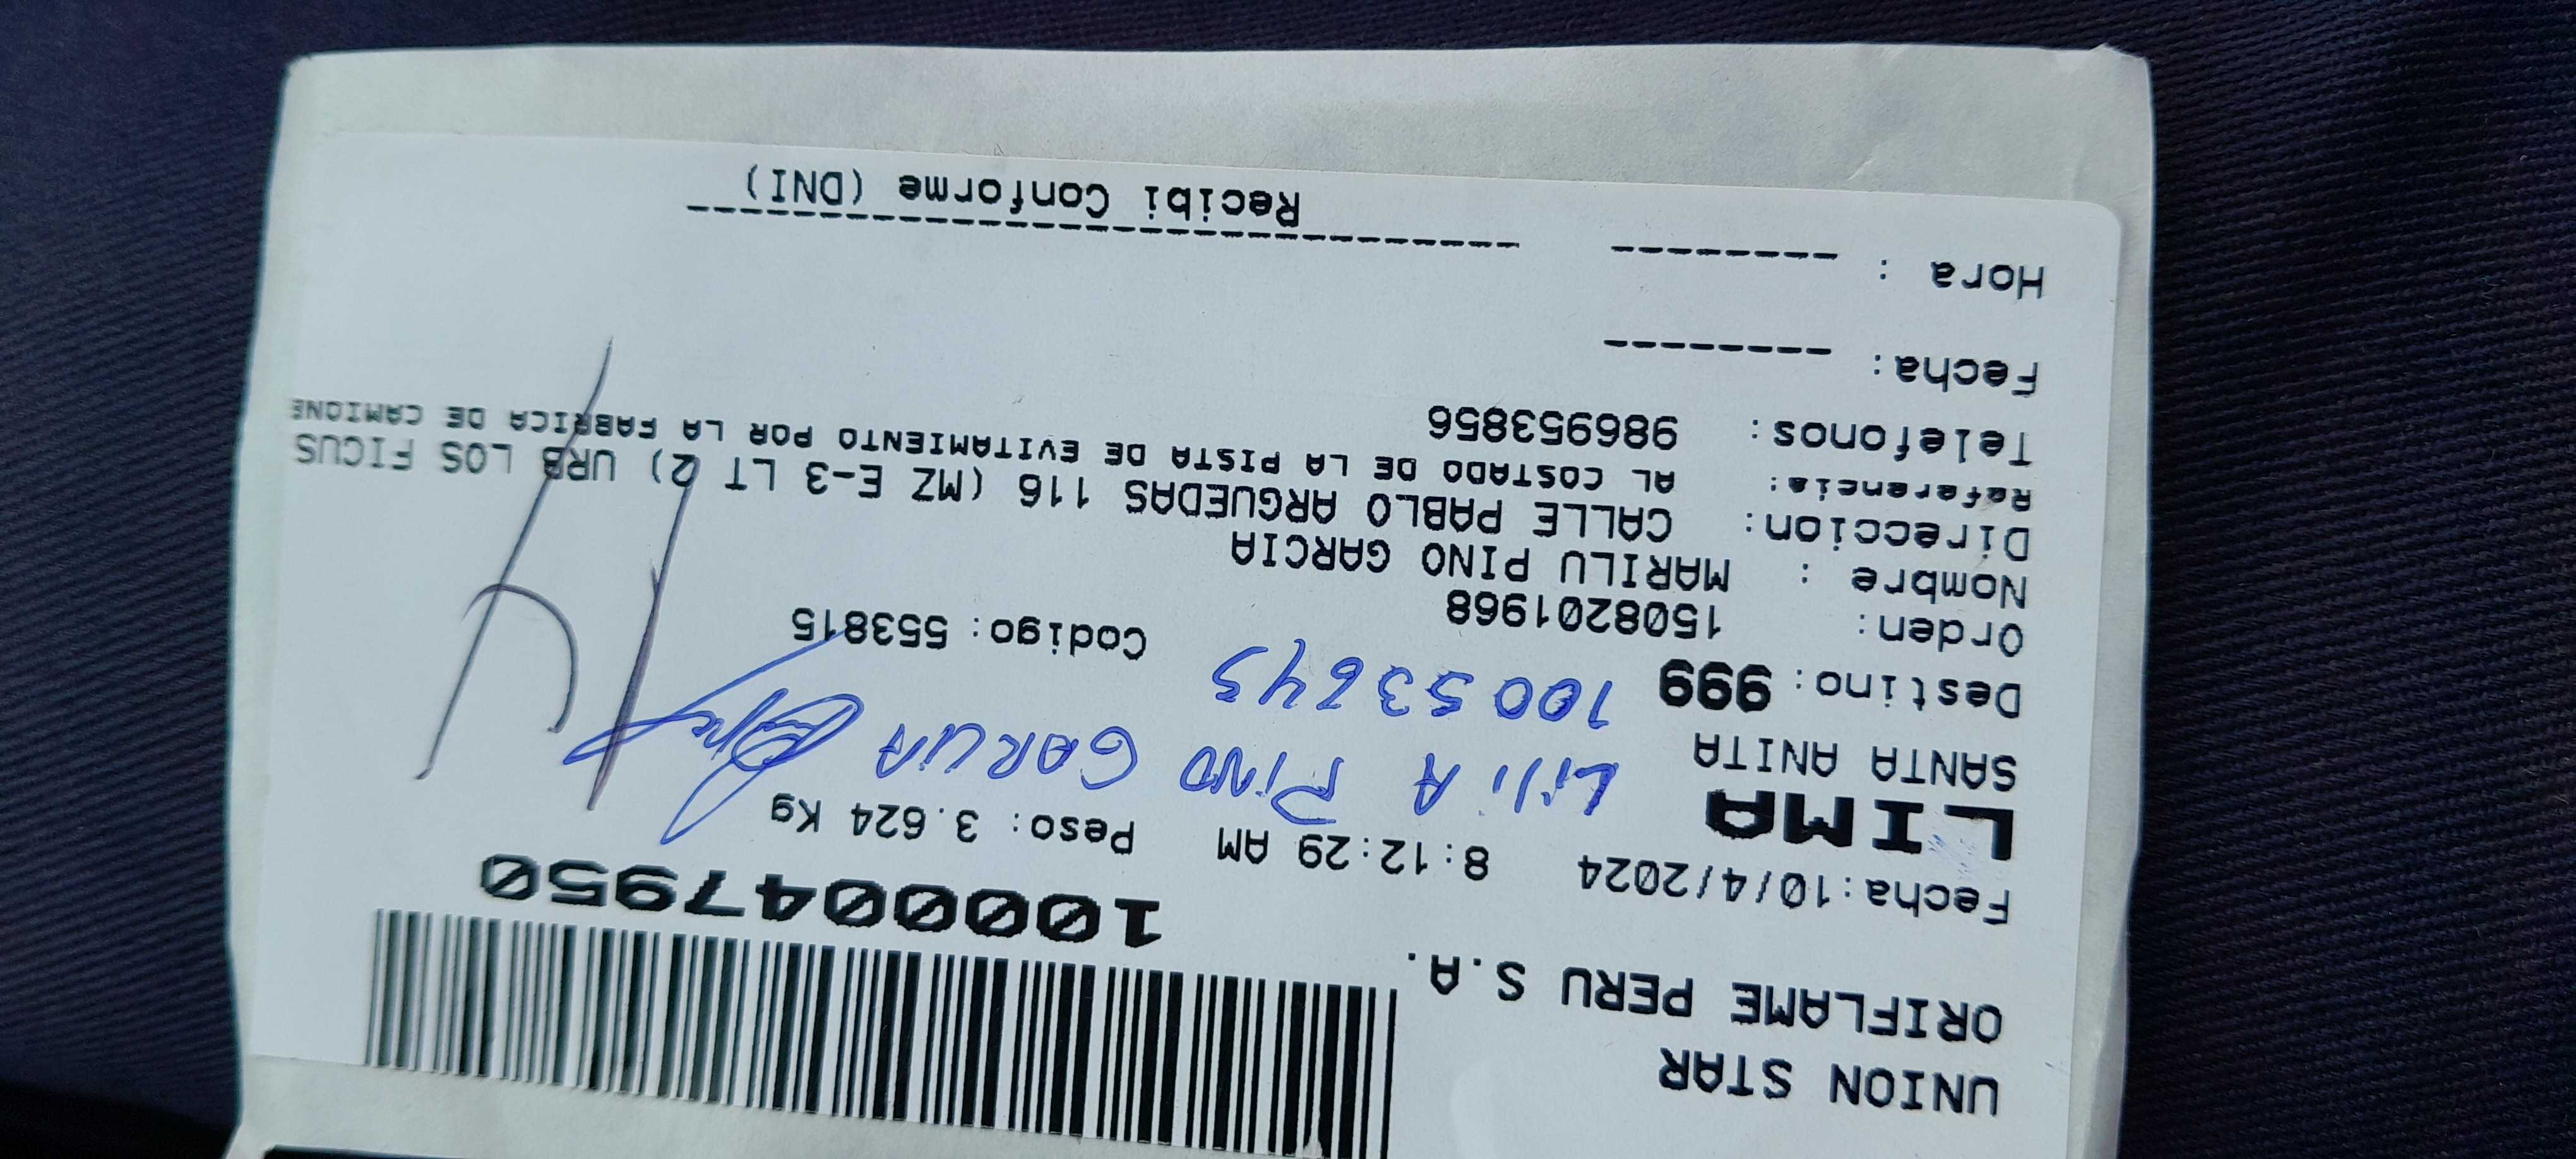 UNION STAR
ORIFLAME PERU S.A.
1000047950
Fecha:10/4/2024 8:12:29 AM Peso: 3.624 Kg
LIMA
LiliA PiNO GARCIA
SANTA ANITA
Destino: 999 10053643
Orden: 1508201968 Codigo: 553815
Nombre : MARILU PINO GARCIA
Direccion: CALLE PABLO ARGUEDAS 116 (MZ E-3 LT 2) URB LOS FICUS
Referencia: AL COSTADO DE LA PISTA DE EVITAMIENTO POR LA FABRICA DE CAMIONE
Telefonos: 986953856
Fecha: --------
Hora : --------
Recibi Conforme (DNI)